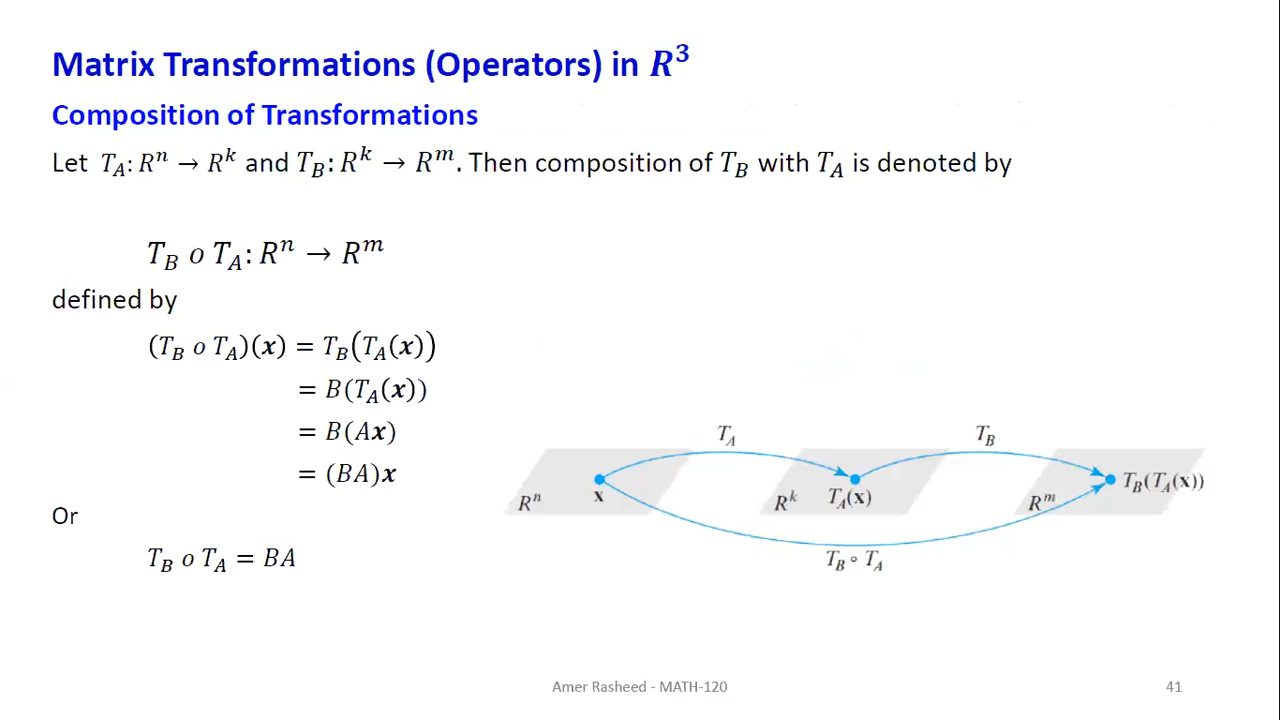 Matrix Transformations (Operators) in R³
Composition of Transformations
Let T_A: Rⁿ → Rᵏ and T_B: Rᵏ → Rᵐ. Then composition of T_B with T_A is denoted by
T_B o T_A: Rⁿ → Rᵐ
defined by
(T_B o T_A)(x) = T_B(T_A(x))
= B(T_A(x))
= B(Ax)
= (BA)x
Or
T_B o T_A = BA
T_A
T_B
Rⁿ
x
Rᵏ
T_A(x)
Rᵐ
T_B(T_A(x))
T_B ∘ T_A
Amer Rasheed - MATH-120
41